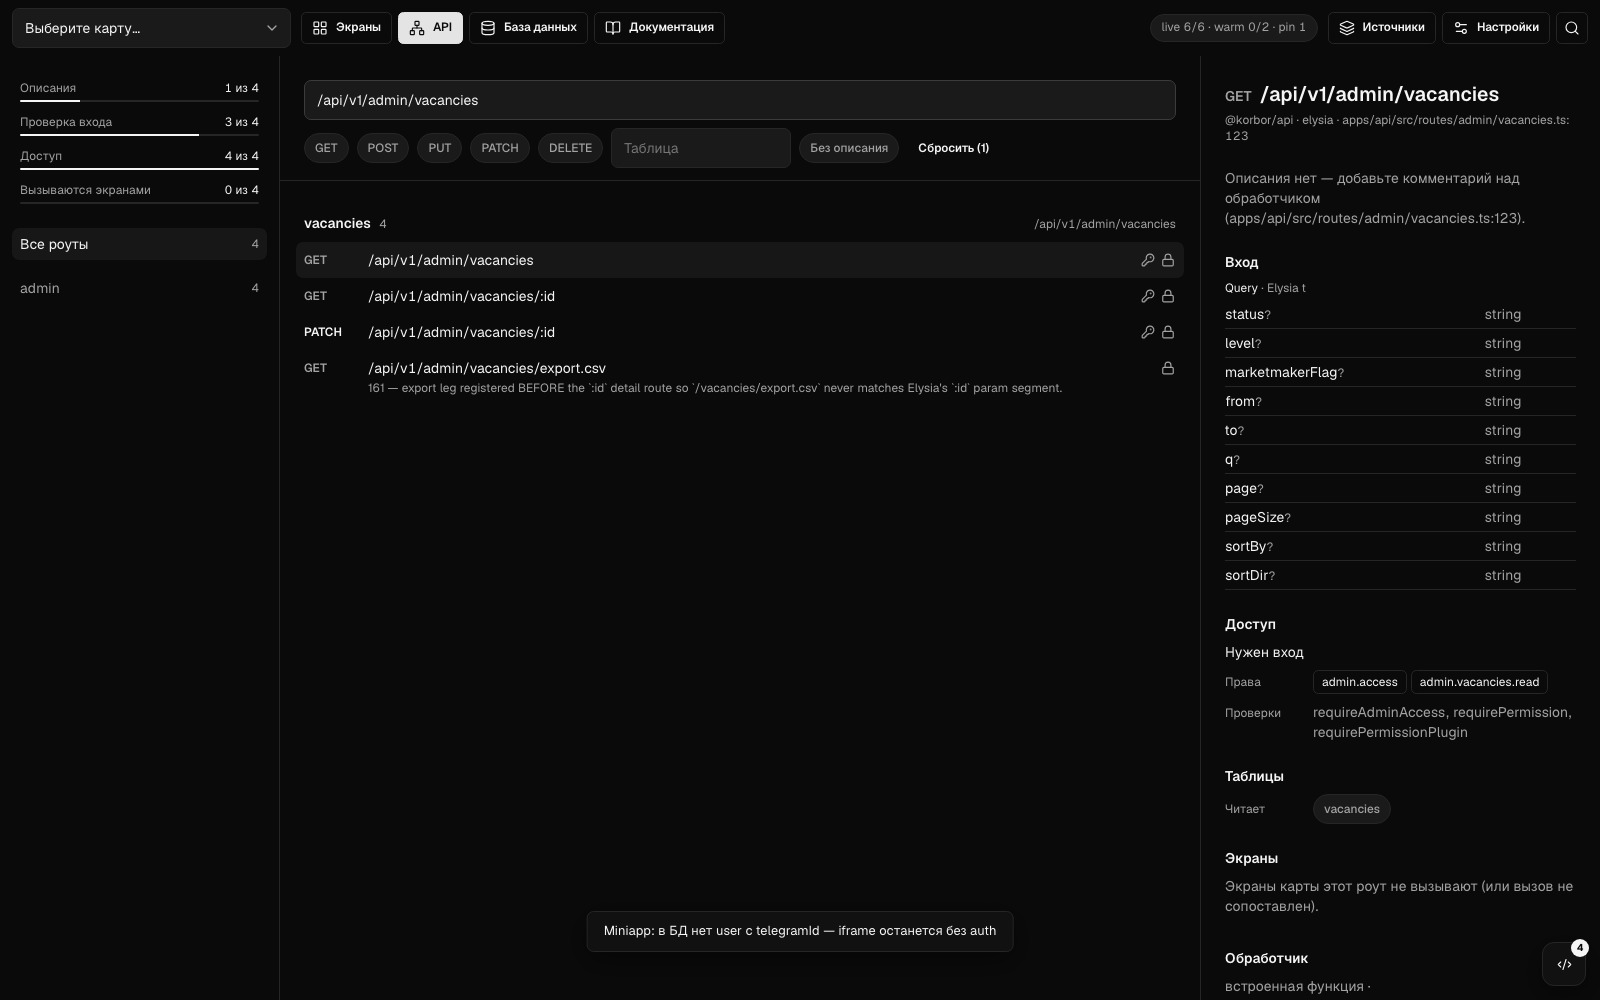 Выберите карту...
Экраны
API
База данных
Документация
live 6/6 · warm 0/2 · pin 1
Источники
Настройки
Описания 1 из 4
Проверка входа 3 из 4
Доступ 4 из 4
Вызываются экранами 0 из 4
Все роуты 4
admin 4
/api/v1/admin/vacancies
GET POST PUT PATCH DELETE Таблица Без описания Сбросить (1)
vacancies 4 /api/v1/admin/vacancies
GET /api/v1/admin/vacancies
GET /api/v1/admin/vacancies/:id
PATCH /api/v1/admin/vacancies/:id
GET /api/v1/admin/vacancies/export.csv
161 — export leg registered BEFORE the `:id` detail route so `/vacancies/export.csv` never matches Elysia's `:id` param segment.
Miniapp: в БД нет user с telegramId — iframe останется без auth
GET /api/v1/admin/vacancies
@korbor/api · elysia · apps/api/src/routes/admin/vacancies.ts:
123
Описания нет — добавьте комментарий над
обработчиком
(apps/api/src/routes/admin/vacancies.ts:123).
Вход
Query · Elysia t
status? string
level? string
marketmakerFlag? string
from? string
to? string
q? string
page? string
pageSize? string
sortBy? string
sortDir? string
Доступ
Нужен вход
Права admin.access admin.vacancies.read
Проверки requireAdminAccess, requirePermission,
requirePermissionPlugin
Таблицы
Читает vacancies
Экраны
Экраны карты этот роут не вызывают (или вызов не
сопоставлен).
Обработчик
встроенная функция ·
4